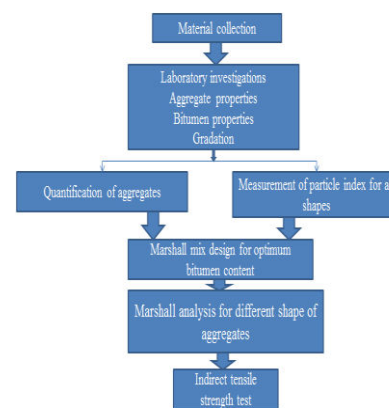 Material collection
Laboratory investigations
Aggregate properties
Bitumen properties
Gradation
Quantification of aggregates
Measurement of particle index for a
shapes
Marshall mix design for optimum
bitumen content
Marshall analysis for different shape of
aggregates
Indirect tensile
strength test